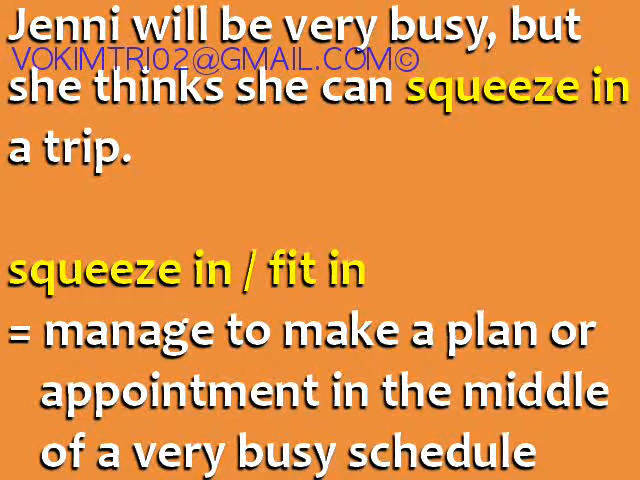 Jenni will be very busy, but
VOKIMTRI02@GMAIL.COM©
she thinks she can squeeze in
a trip.
squeeze in / fit in
= manage to make a plan or
appointment in the middle
of a very busy schedule